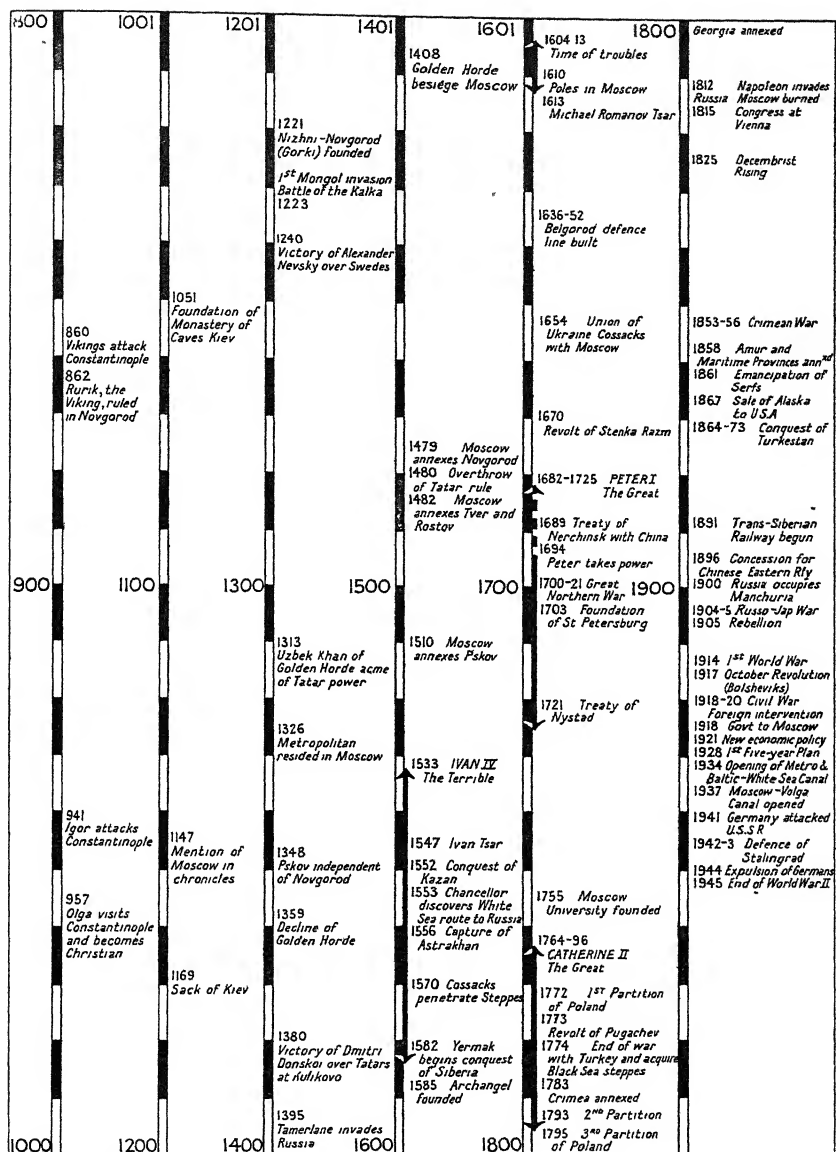 800
900
1000
860
Vikings attack
Constantinople
862
Rurik, the
Viking, ruled
in Novgorod
941
Igor attacks
Constantinople
957
Olga visits
Constantinople
and becomes
Christian
1001
1100
1200
1051
Foundation of
Monastery of
Caves Kiev
1147
Mention of
Moscow in
chronicles
1169
Sack of Kiev
1201
1300
1400
1221
Nizhni-Novgorod
(Gorki) founded
1st Mongol invasion
Battle of the Kalka
1223
1240
Victory of Alexander
Nevsky over Swedes
1313
Uzbek Khan of
Golden Horde acme
of Tatar power
1326
Metropolitan
resided in Moscow
1348
Pskov independent
of Novgorod
1359
Decline of
Golden Horde
1380
Victory of Dmitri
Donskoi over Tatars
at Kulikovo
1395
Tamerlane invades
Russia
1401
1500
1600
1408
Golden Horde
besiege Moscow
1479 Moscow
annexes Novgorod
1480 Overthrow
of Tatar rule
1482 Moscow
annexes Tver and
Rostov
1510 Moscow
annexes Pskov
1533 IVAN IV
The Terrible
1547 Ivan Tsar
1552 Conquest of
Kazan
1553 Chancellor
discovers White
Sea route to Russia
1556 Capture of
Astrakhan
1570 Cossacks
penetrate Steppes
1582 Yermak
begins conquest
of Siberia
1585 Archangel
founded
1601
1700
1800
1604 13
Time of troubles
1610
Poles in Moscow
1613
Michael Romanov Tsar
1636-52
Belgorod defence
line built
1654 Union of
Ukraine Cossacks
with Moscow
1670
Revolt of Stenka Razm
1682-1725 PETER I
The Great
1689 Treaty of
Nerchinsk with China
1694
Peter takes power
1700-21 Great
Northern War
1703 Foundation
of St Petersburg
1721 Treaty of
Nystad
1755 Moscow
University founded
1764-96
CATHERINE II
The Great
1772 1ST Partition
of Poland
1773
Revolt of Pugachev
1774 End of war
with Turkey and acquire
Black Sea steppes
1783
Crimea annexed
1793 2ND Partition
1795 3RD Partition
of Poland
1800
1900
Georgia annexed
1812 Napoleon invades
Russia Moscow burned
1815 Congress at
Vienna
1825 Decembrist
Rising
1853-56 Crimean War
1858 Amur and
Maritime Provinces annxd
1861 Emancipation of
Serfs
1867 Sale of Alaska
to U.S.A
1864-73 Conquest of
Turkestan
1891 Trans-Siberian
Railway begun
1896 Concession for
Chinese Eastern Rly
1900 Russia occupies
Manchuria
1904-5 Russo-Jap War
1905 Rebellion
1914 1st World War
1917 October Revolution
(Bolsheviks)
1918-20 Civil War
Foreign intervention
1918 Govt to Moscow
1921 New economic policy
1928 1st Five-year Plan
1934 Opening of Metro &
Baltic-White Sea Canal
1937 Moscow-Volga
Canal opened
1941 Germany attacked
U.S.S R
1942-3 Defence of
Stalingrad
1944 Expulsion of Germans
1945 End of World War II